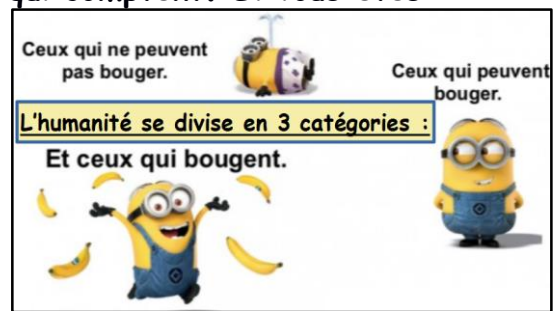 L'humanité se divise en 3 catégories :
Ceux qui ne peuvent
pas bouger.
Ceux qui peuvent
bouger.
Et ceux qui bougent.